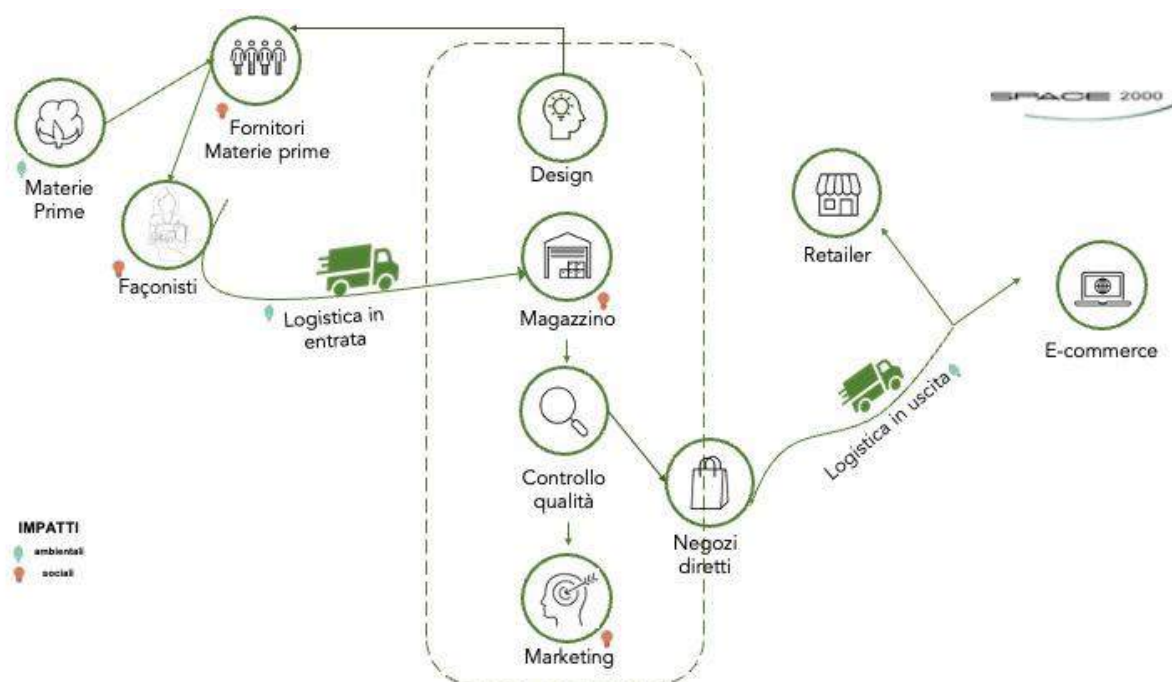 SPACE 2000
Fornitori
Materie prime
Materie
Prime
Design
Façonisti
Retailer
Logistica in
entrata
Magazzino
E-commerce
Logistica in uscita
Controllo
qualità
Negozi
diretti
IMPATTI
ambientali
sociali
Marketing